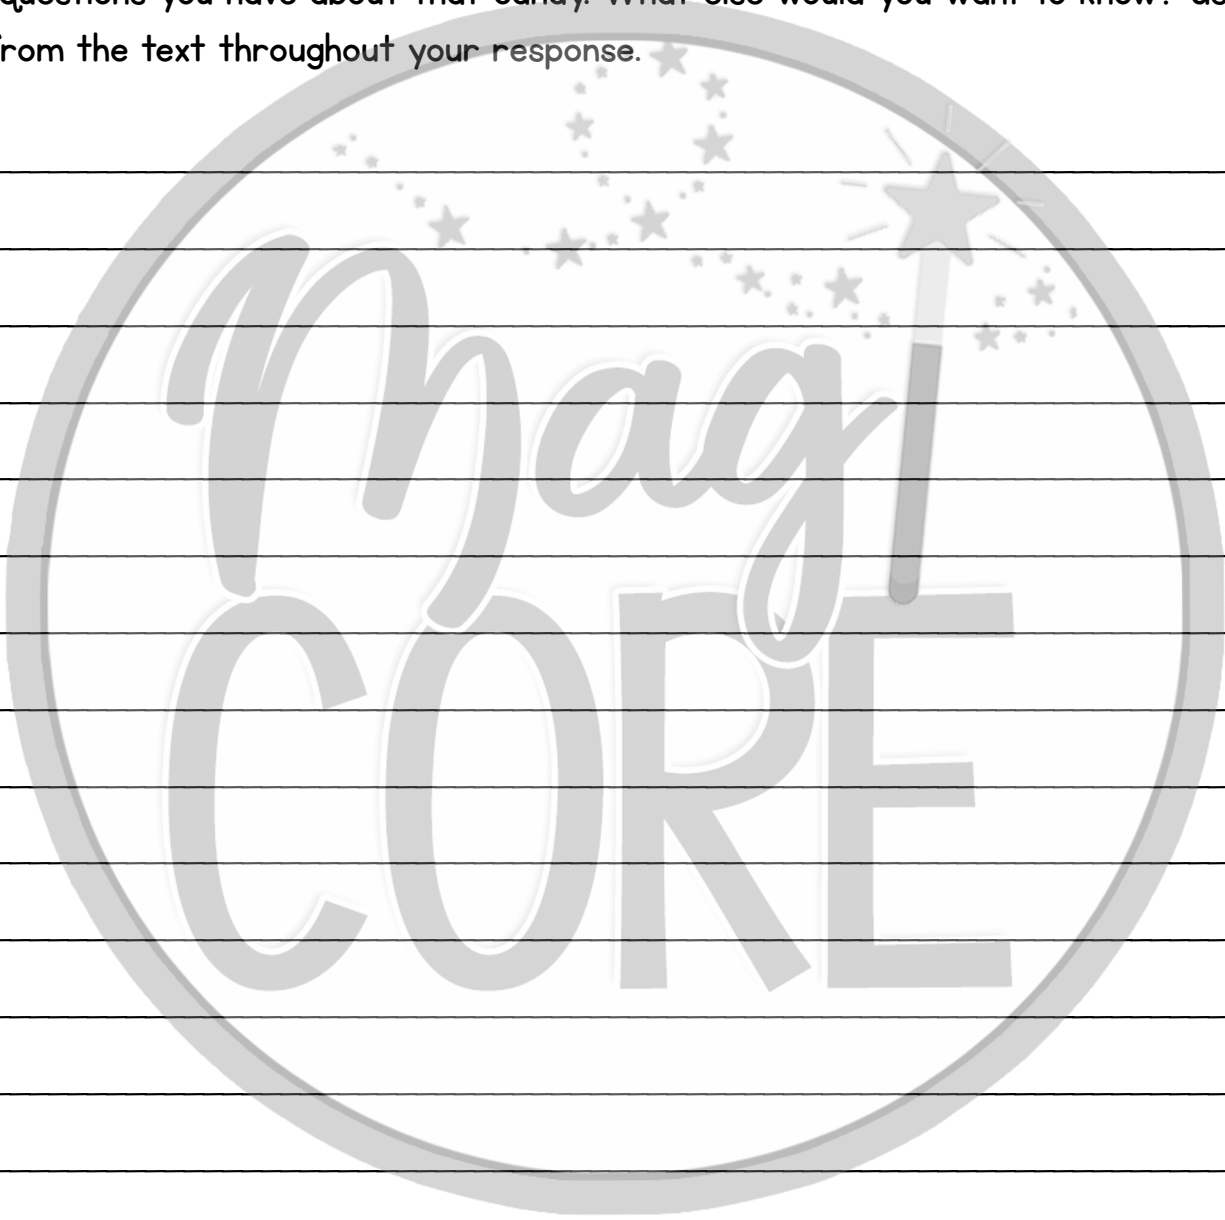 questions you have about that candy. What else would you want to know?
from the text throughout your response.
Mag
CORE